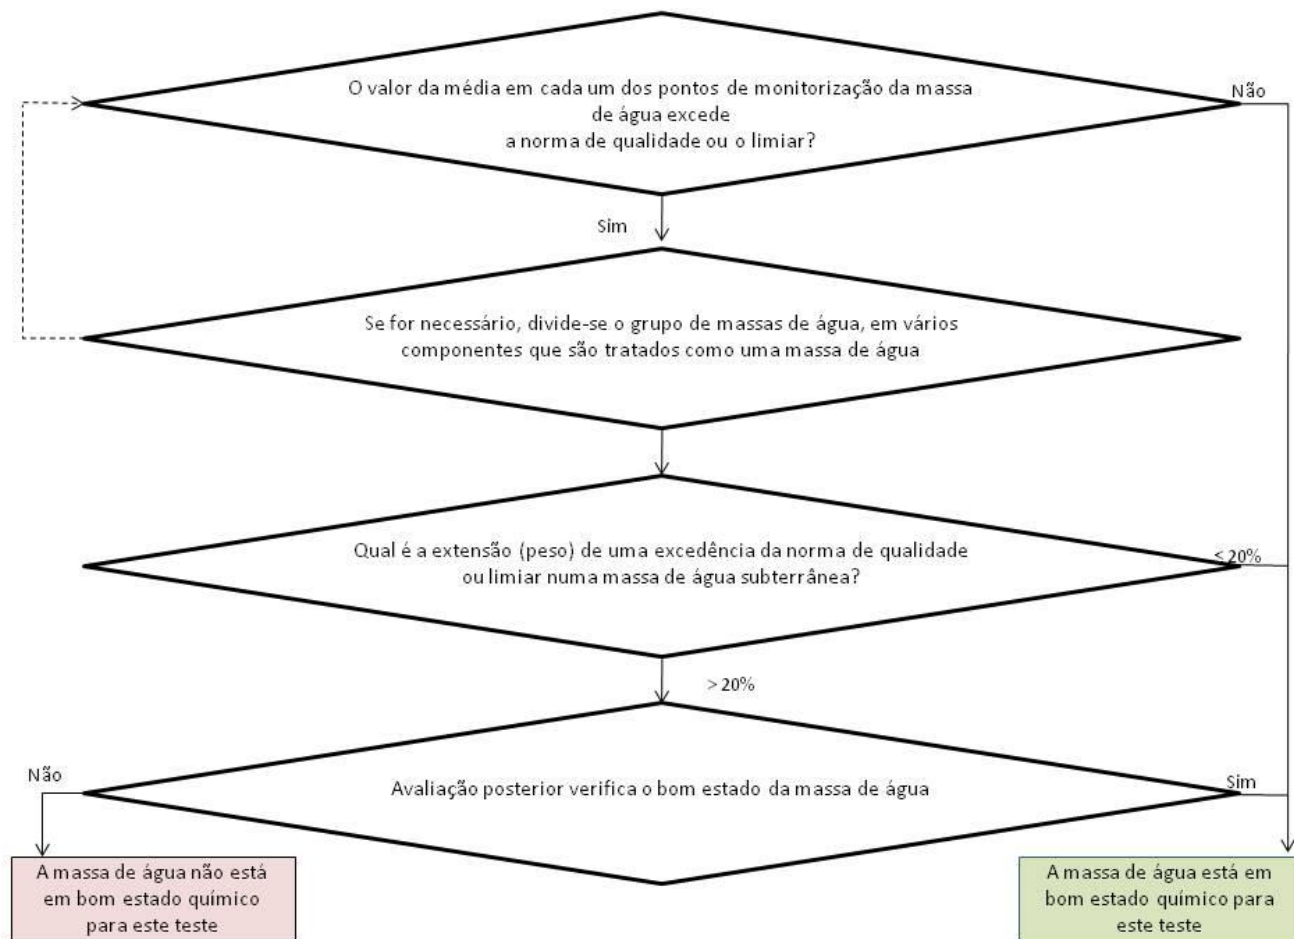 O valor da média em cada um dos pontos de monitorização da massa
de água excede
a norma de qualidade ou o limiar?
Não
Sim
Se for necessário, divide-se o grupo de massas de água, em vários
componentes que são tratados como uma massa de água
Qual é a extensão (peso) de uma excedência da norma de qualidade
ou limiar numa massa de água subterrânea?
< 20%
> 20%
Não
Avaliação posterior verifica o bom estado da massa de água
Sim
A massa de água não está
em bom estado químico
para este teste
A massa de água está em
bom estado químico para
este teste